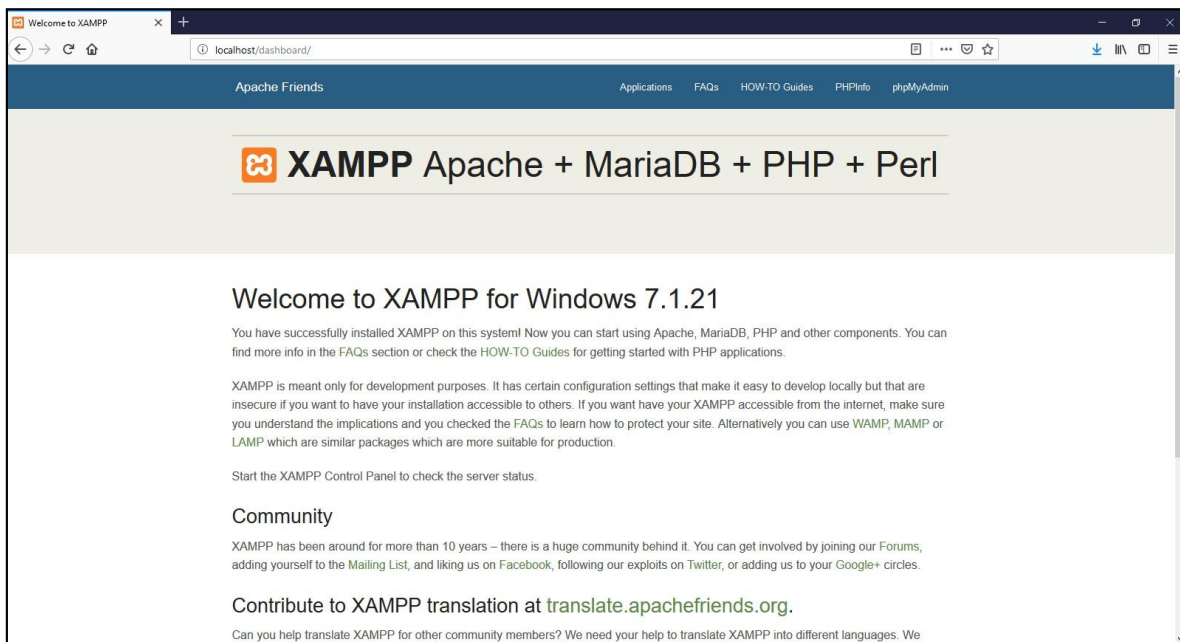 Welcome to XAMPP
localhost/dashboard/
Apache Friends
Applications FAQs HOW-TO Guides PHPInfo phpMyAdmin
XAMPP Apache + MariaDB + PHP + Perl
Welcome to XAMPP for Windows 7.1.21
You have successfully installed XAMPP on this system! Now you can start using Apache, MariaDB, PHP and other components. You can
find more info in the FAQs section or check the HOW-TO Guides for getting started with PHP applications.
XAMPP is meant only for development purposes. It has certain configuration settings that make it easy to develop locally but that are
insecure if you want to have your installation accessible to others. If you want have your XAMPP accessible from the internet, make sure
you understand the implications and you checked the FAQs to learn how to protect your site. Alternatively you can use WAMP, MAMP or
LAMP which are similar packages which are more suitable for production.
Start the XAMPP Control Panel to check the server status.
Community
XAMPP has been around for more than 10 years – there is a huge community behind it. You can get involved by joining our Forums,
adding yourself to the Mailing List, and liking us on Facebook, following our exploits on Twitter, or adding us to your Google+ circles.
Contribute to XAMPP translation at translate.apachefriends.org.
Can you help translate XAMPP for other community members? We need your help to translate XAMPP into different languages. We